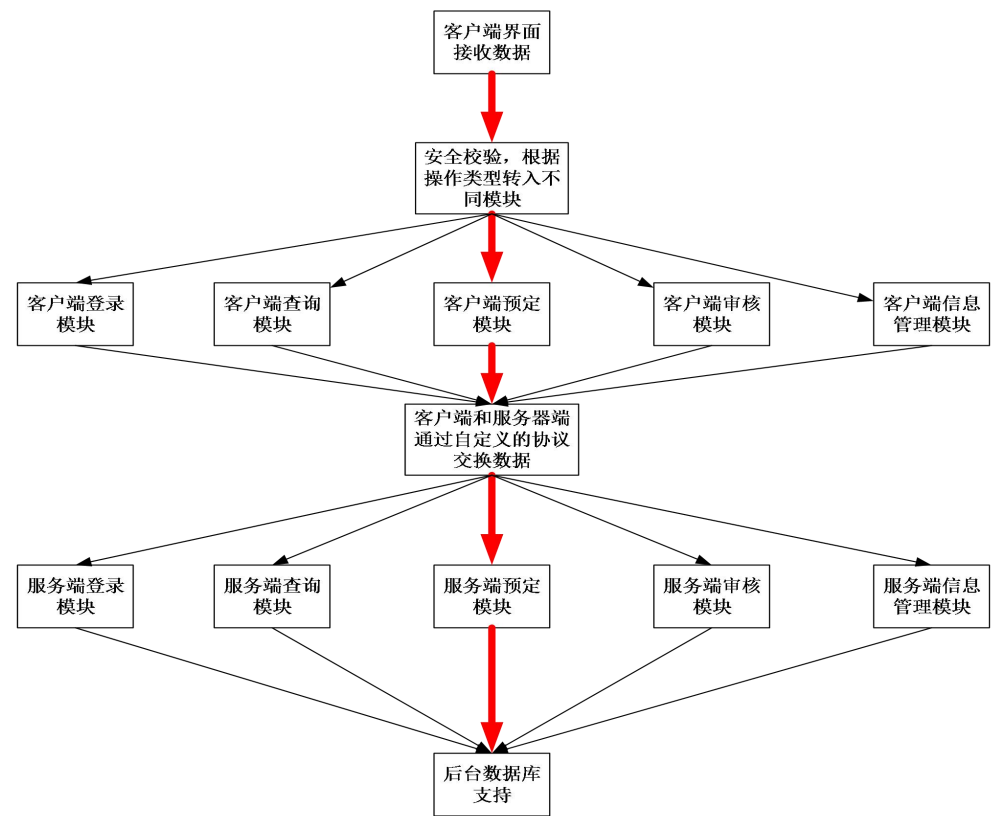 客户端界面
接收数据
安全校验，根据
操作类型转入不
同模块
客户端登录
模块
客户端查询
模块
客户端预定
模块
客户端审核
模块
客户端信息
管理模块
客户端和服务器端
通过自定义的协议
交换数据
服务端登录
模块
服务端查询
模块
服务端预定
模块
服务端审核
模块
服务端信息
管理模块
后台数据库
支持